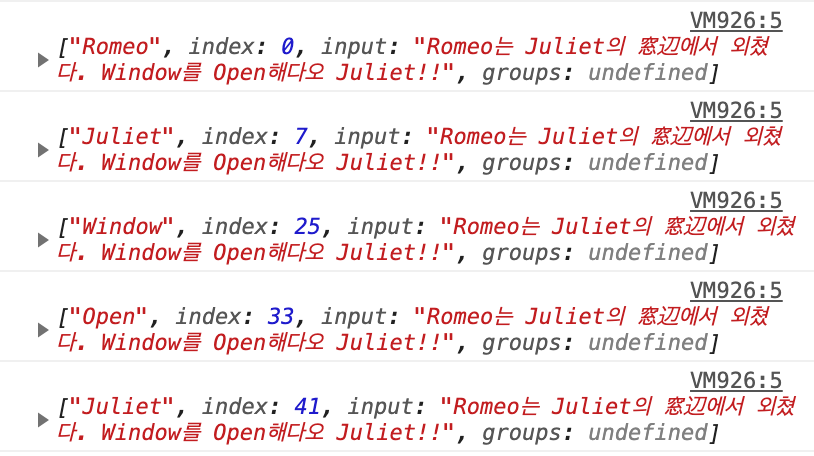 VM926:5
["Romeo", index: 0, input: "Romeo는 Juliet의 窓辺에서 외쳤
다. Window를 Open해다오 Juliet!!", groups: undefined]
VM926:5
["Juliet", index: 7, input: "Romeo는 Juliet의 窓辺에서 외쳤
다. Window를 Open해다오 Juliet!!", groups: undefined]
VM926:5
["Window", index: 25, input: "Romeo는 Juliet의 窓辺에서 외쳤
다. Window를 Open해다오 Juliet!!", groups: undefined]
VM926:5
["Open", index: 33, input: "Romeo는 Juliet의 窓辺에서 외쳤
다. Window를 Open해다오 Juliet!!", groups: undefined]
VM926:5
["Juliet", index: 41, input: "Romeo는 Juliet의 窓辺에서 외쳤
다. Window를 Open해다오 Juliet!!", groups: undefined]